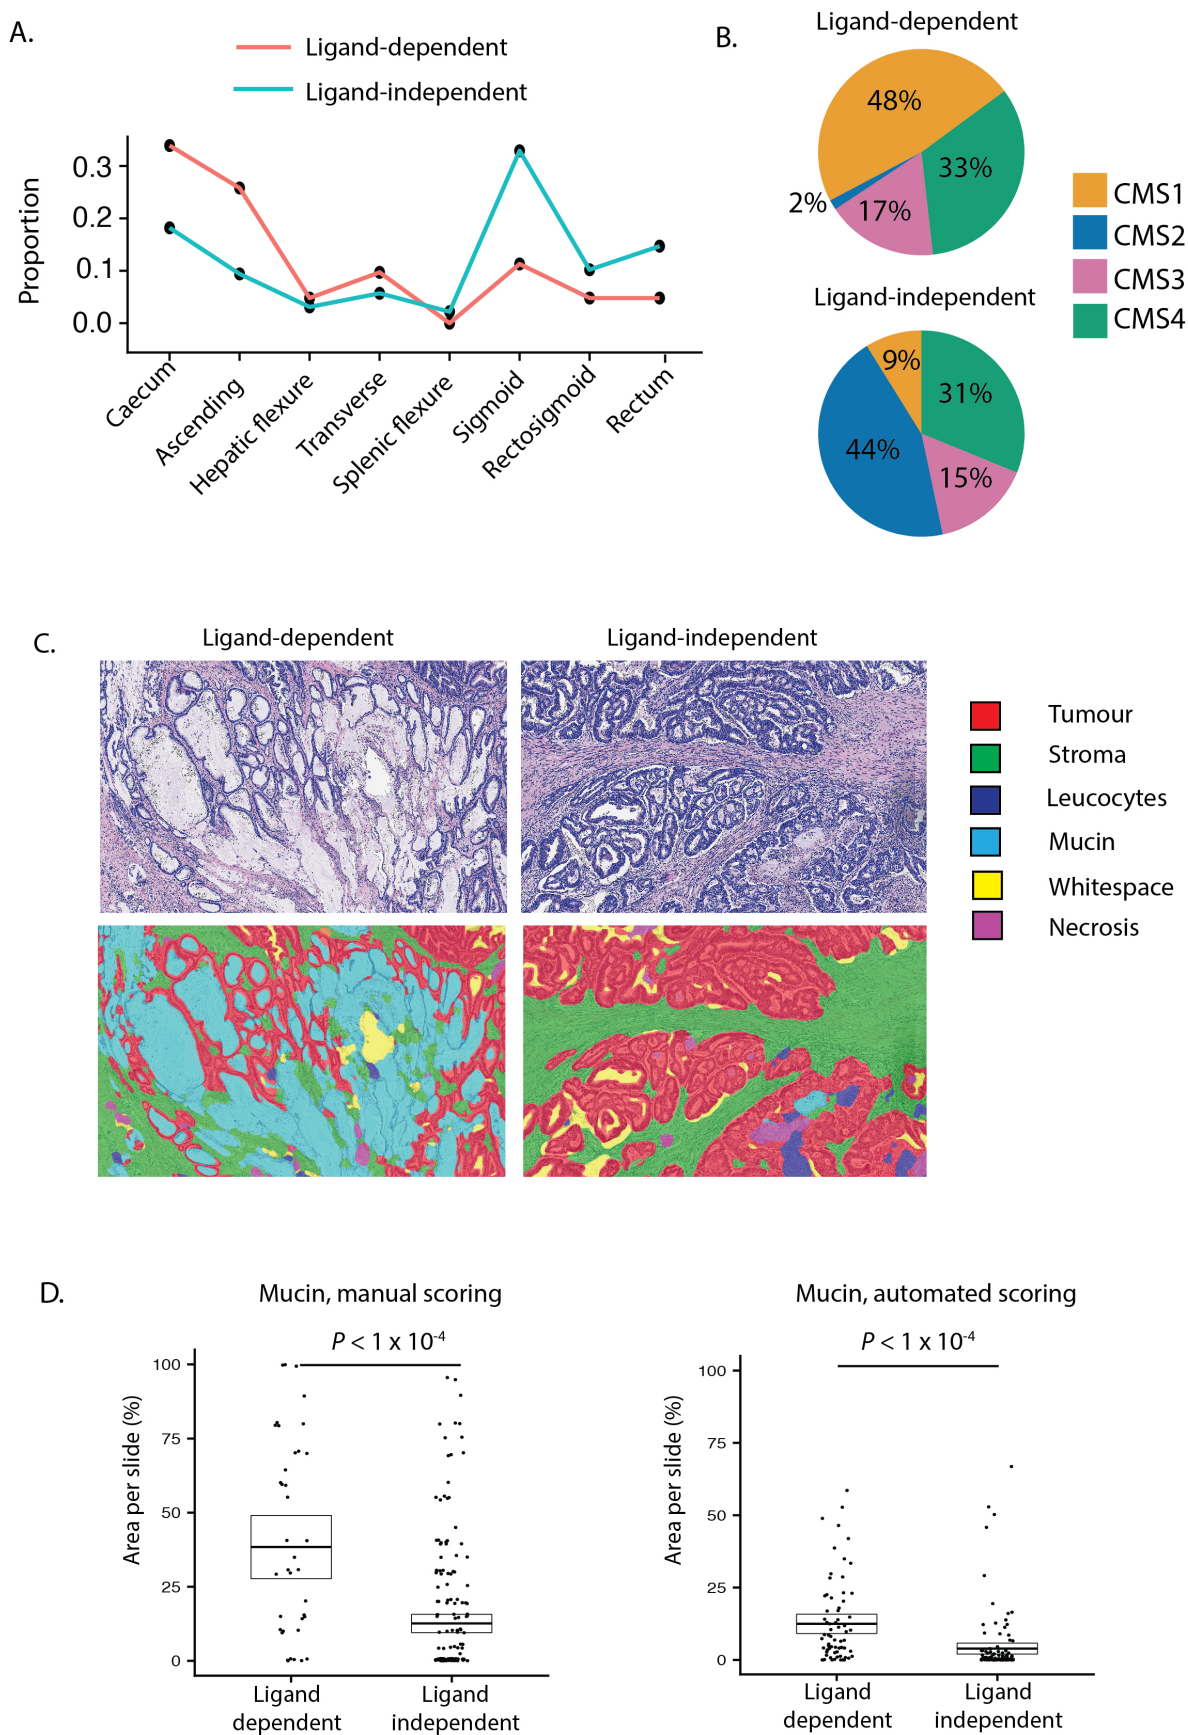 A.
Ligand-dependent
Ligand-independent
Proportion
0.3
0.2
0.1
0.0
Caecum
Ascending
Hepatic flexure
Transverse
Splenic flexure
Sigmoid
Rectosigmoid
Rectum
B.
Ligand-dependent
48%
33%
2%
17%
Ligand-independent
9%
31%
44%
15%
CMS1
CMS2
CMS3
CMS4
C.
Ligand-dependent
Ligand-independent
Tumour
Stroma
Leucocytes
Mucin
Whitespace
Necrosis
D.
Mucin, manual scoring
P < 1 x 10⁻⁴
Area per slide (%)
100
75
50
25
0
Ligand
dependent
Ligand
independent
Mucin, automated scoring
P < 1 x 10⁻⁴
Area per slide (%)
100
75
50
25
0
Ligand
dependent
Ligand
independent